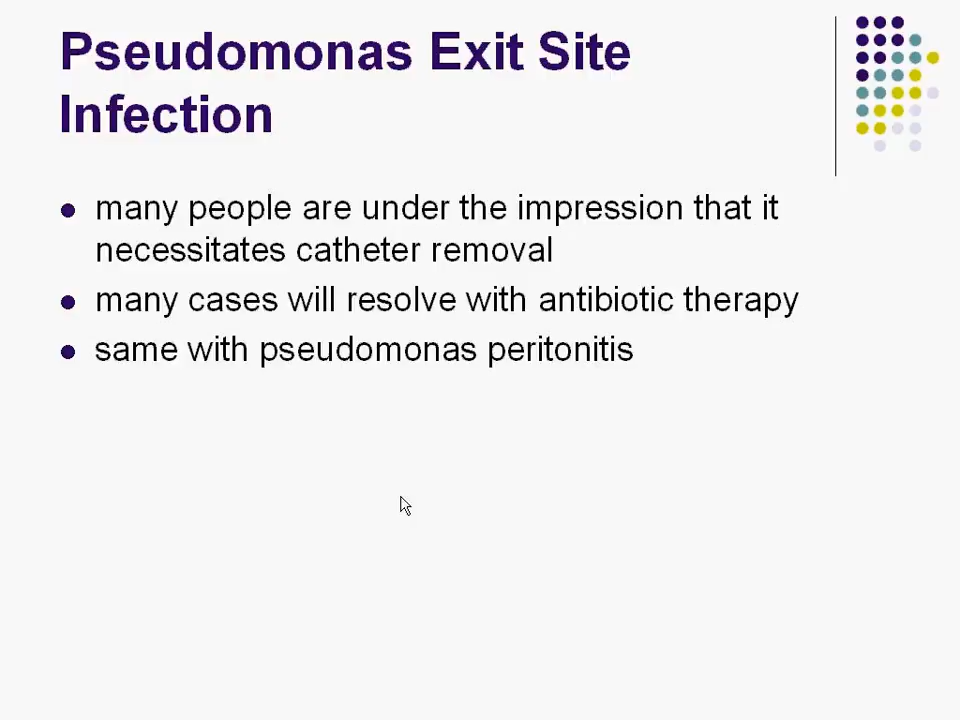 Pseudomonas Exit Site
Infection
many people are under the impression that it
necessitates catheter removal
many cases will resolve with antibiotic therapy
same with pseudomonas peritonitis